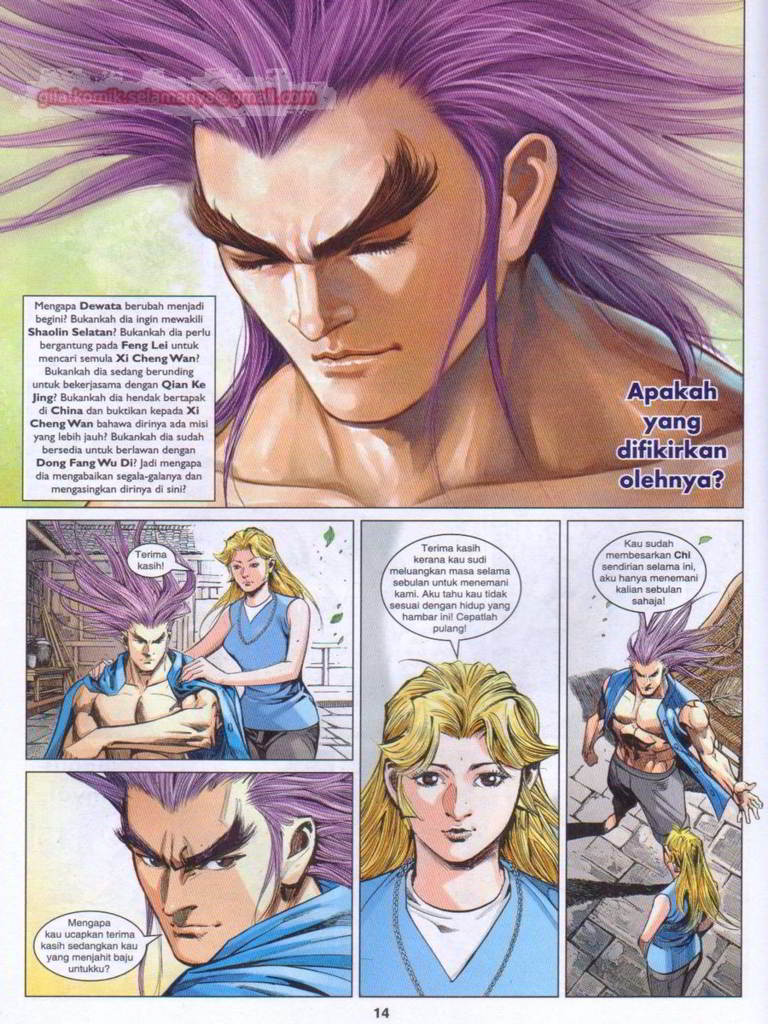 gila-komik.selamanya@gmail.com
Mengapa Dewata berubah menjadi
begini? Bukankah dia ingin mewakili
Shaolin Selatan? Bukankah dia perlu
bergantung pada Feng Lei untuk
mencari semula Xi Cheng Wan?
Bukankah dia sedang berunding
untuk bekerjasama dengan Qian Ke
Jing? Bukankah dia hendak bertapak
di China dan buktikan kepada Xi
Cheng Wan bahawa dirinya ada misi
yang lebih jauh? Bukankah dia sudah
bersedia untuk berlawan dengan
Dong Fang Wu Di? Jadi mengapa
dia mengabaikan segala-galanya dan
mengasingkan dirinya di sini?
Apakah
yang
difikirkan
olehnya?
Terima
kasih!
Mengapa
kau ucapkan terima
kasih sedangkan kau
yang menjahit baju
untukku?
Terima kasih
kerana kau sudi
meluangkan masa selama
sebulan untuk menemani
kami. Aku tahu kau tidak
sesuai dengan hidup yang
hambar ini! Cepatlah
pulang!
Kau sudah
membesarkan Chi
sendirian selama ini,
aku hanya menemani
kalian sebulan
sahaja!
14